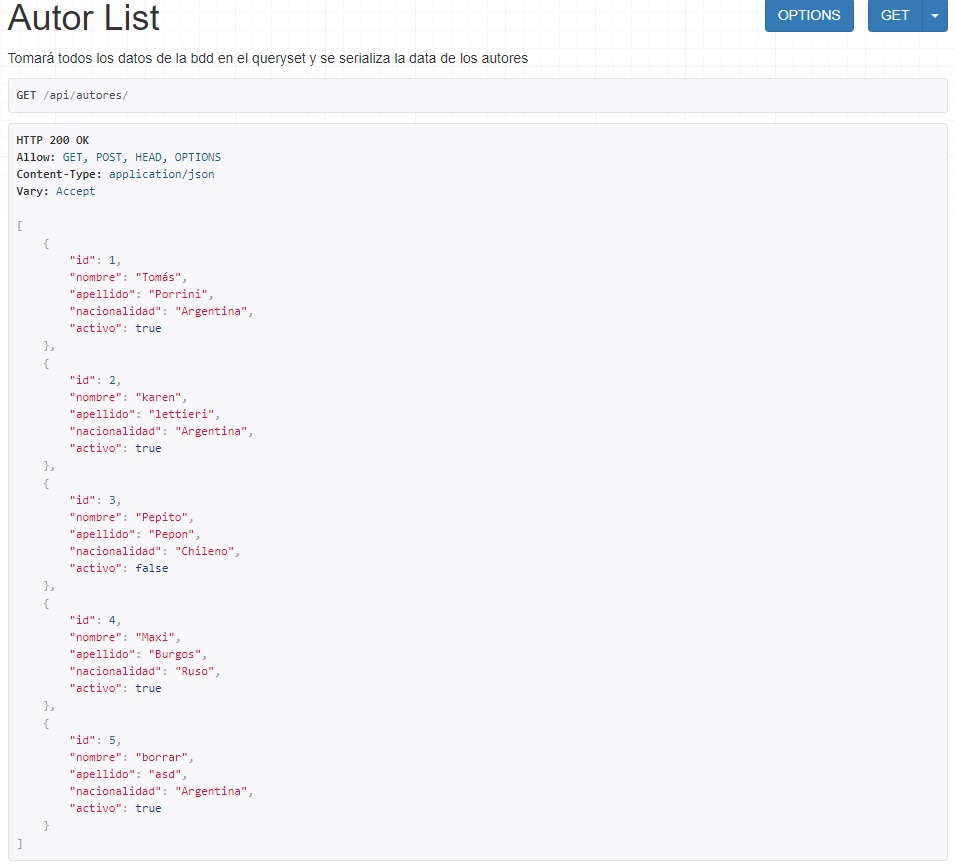 Autor List
OPTIONS
GET
Tomará todos los datos de la bdd en el queryset y se serializa la data de los autores
GET /api/autores/
HTTP 200 OK
Allow: GET, POST, HEAD, OPTIONS
Content-Type: application/json
Vary: Accept
[
    {
        "id": 1,
        "nombre": "Tomás",
        "apellido": "Porrini",
        "nacionalidad": "Argentina",
        "activo": true
    },
    {
        "id": 2,
        "nombre": "karen",
        "apellido": "lettieri",
        "nacionalidad": "Argentina",
        "activo": true
    },
    {
        "id": 3,
        "nombre": "Pepito",
        "apellido": "Pepon",
        "nacionalidad": "Chileno",
        "activo": false
    },
    {
        "id": 4,
        "nombre": "Maxi",
        "apellido": "Burgos",
        "nacionalidad": "Ruso",
        "activo": true
    },
    {
        "id": 5,
        "nombre": "borrar",
        "apellido": "asd",
        "nacionalidad": "Argentina",
        "activo": true
    }
]